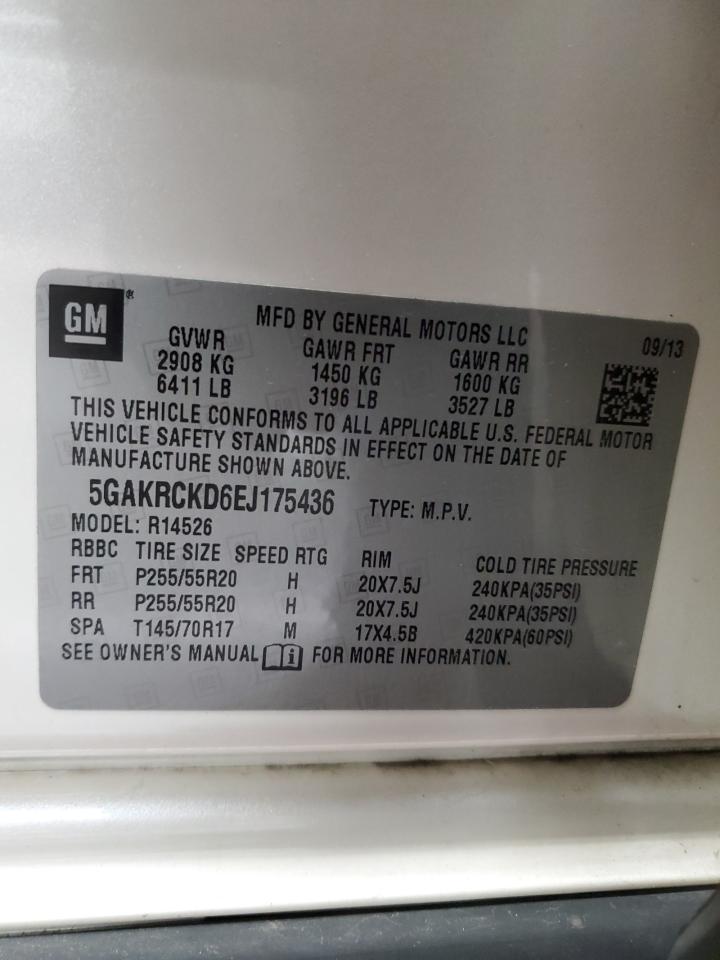 GM ®
MFD BY GENERAL MOTORS LLC 09/13
GVWR GAWR FRT GAWR RR
2908 KG 1450 KG 1600 KG
6411 LB 3196 LB 3527 LB
THIS VEHICLE CONFORMS TO ALL APPLICABLE U.S. FEDERAL MOTOR
VEHICLE SAFETY STANDARDS IN EFFECT ON THE DATE OF
MANUFACTURE SHOWN ABOVE.
5GAKRCKD6EJ175436 TYPE: M.P.V.
MODEL: R14526
RBBC TIRE SIZE SPEED RTG RIM COLD TIRE PRESSURE
FRT P255/55R20 H 20X7.5J 240KPA(35PSI)
RR P255/55R20 H 20X7.5J 240KPA(35PSI)
SPA T145/70R17 M 17X4.5B 420KPA(60PSI)
SEE OWNER'S MANUAL i FOR MORE INFORMATION.